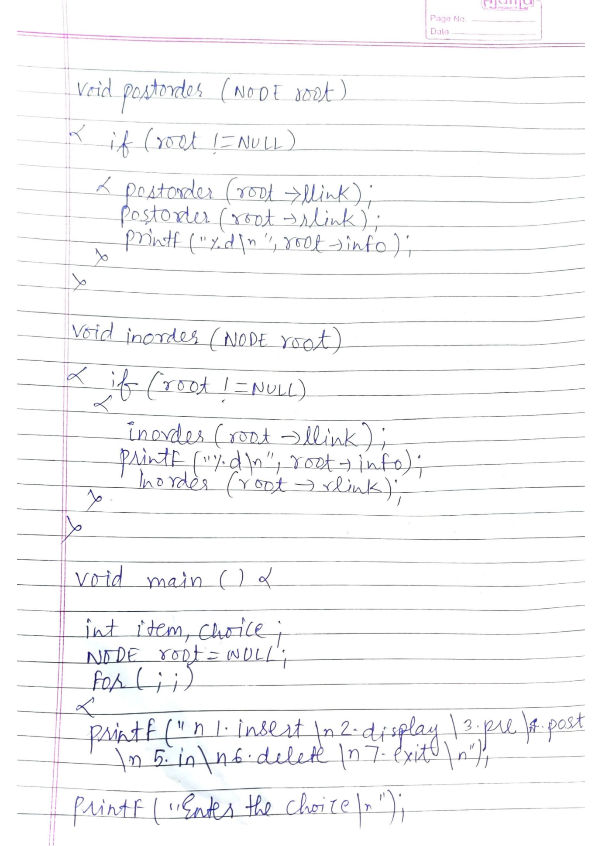 Page No.
Date
void postorder (NODE root)
{ if (root != NULL)
{ postorder (root →llink);
postorder (root →rlink);
printf ("%d\n", root →info);
}
}
void inorder (NODE root)
{ if (root != NULL)
{
inorder (root →llink);
printf ("%d\n", root → info);
inorder (root → rlink);
}
}
void main () {
int item, choice;
NODE root = NULL;
for (;;)
{
printf (" n 1. insert \n 2. display \ 3. pre \4. post
\n 5. in \n 6. delete \n 7. exit \n");
printf ("Enter the choice \n");